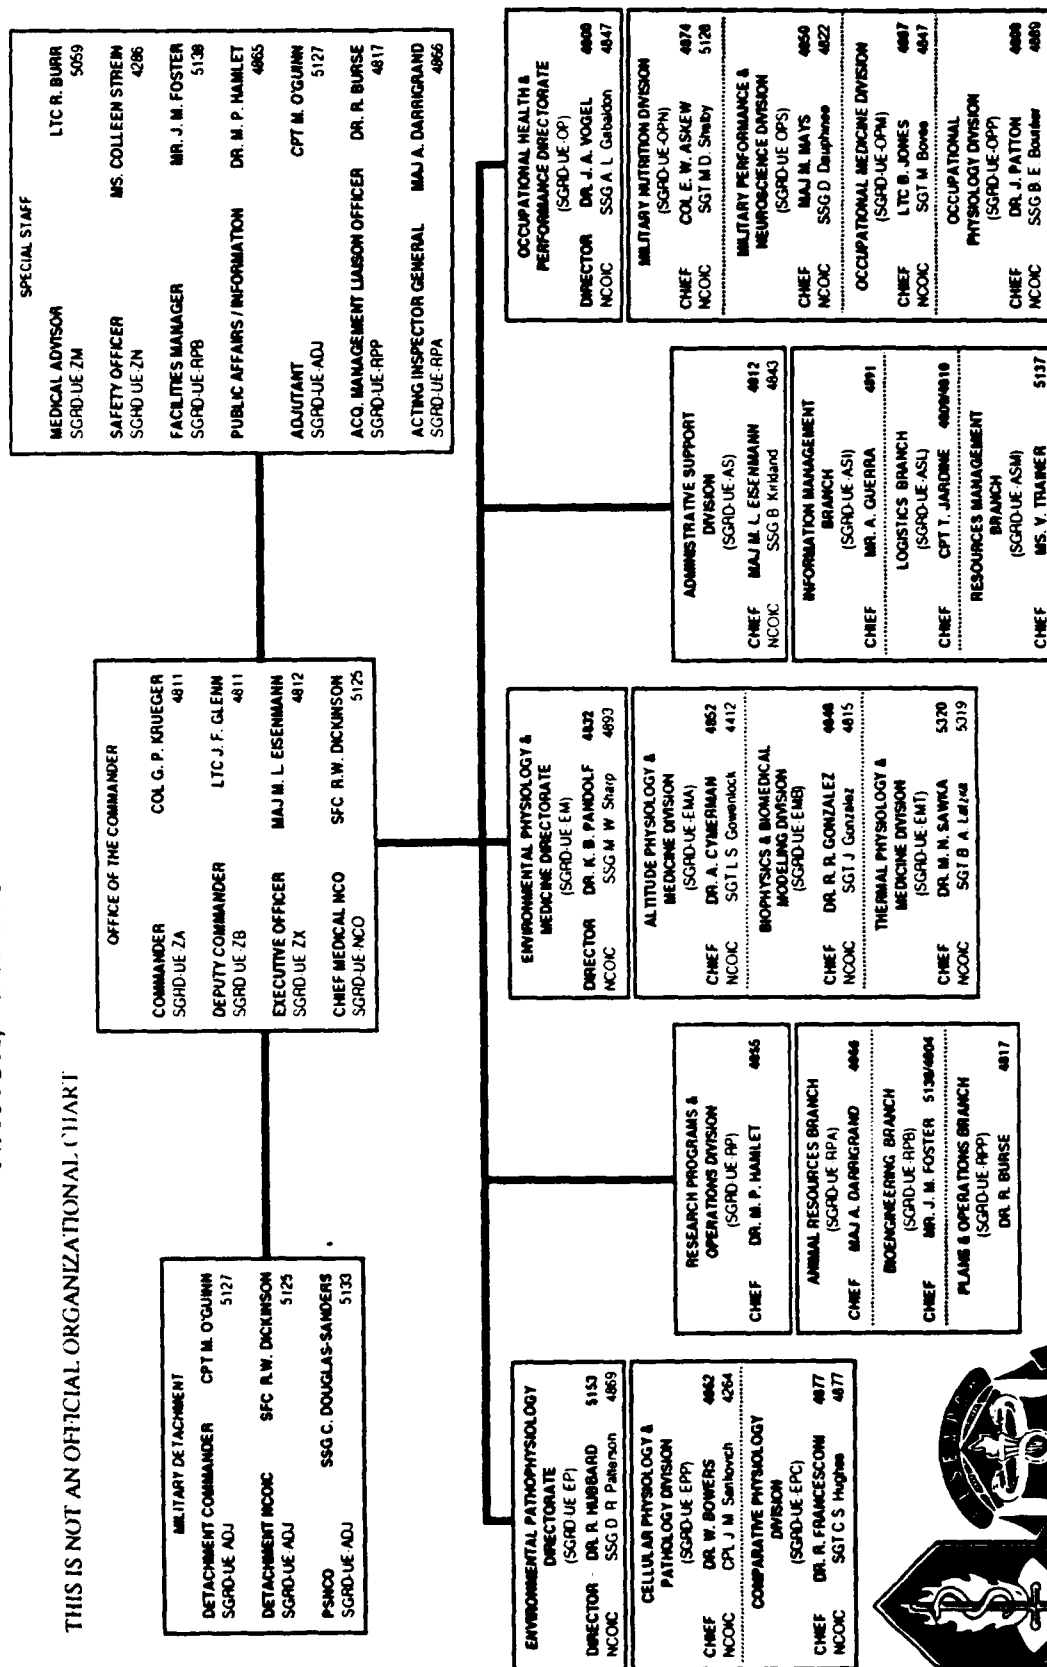 THIS IS NOT AN OFFICIAL ORGANIZATIONAL CHART
MILITARY DETACHMENT
DETACHMENT COMMANDER CPT M. O'GUINN
SGRD-UE-ADJ 5127
DETACHMENT NCOIC SFC R.W. DICKINSON
SGRD-UE-ADJ 5125
PSNCO SSG C. DOUGLAS-SANDERS
SGRD-UE-ADJ 5133
OFFICE OF THE COMMANDER
COMMANDER COL G. P. KRUEGER
SGRD-UE-ZA 4811
DEPUTY COMMANDER LTC J. F. GLENN
SGRD-UE-ZB 4811
EXECUTIVE OFFICER MAJ M. L. EISENMANN
SGRD-UE-ZX 4812
CHIEF MEDICAL NCO SFC R.W. DICKINSON
SGRD-UE-NCO 5125
SPECIAL STAFF
MEDICAL ADVISOR LTC R. BURR
SGRD-UE-ZM 5059
SAFETY OFFICER MS. COLLEEN STREIN
SGRD-UE-ZN 4286
FACILITIES MANAGER MR. J. M. FOSTER
SGRD-UE-RPB 5138
PUBLIC AFFAIRS / INFORMATION DR. M. P. HAMLET
4865
ADJUTANT CPT M. O'GUINN
SGRD-UE-ADJ 5127
ACQ. MANAGEMENT LIAISON OFFICER DR. R. BURSE
SGRD-UE-RPP 4817
ACTING INSPECTOR GENERAL MAJ A. DARRIGRAND
SGRD-UE-RPA 4866
ENVIRONMENTAL PATHOPHYSIOLOGY
DIRECTORATE
(SGRD-UE-EP)
DIRECTOR - DR. R. HUBBARD 5153
NCOIC SSG D R Patterson 4869
CELLULAR PHYSIOLOGY &
PATHOLOGY DIVISION
(SGRD-UE-EPP)
CHIEF DR. W. BOWERS 4862
NCOIC CPL J M Senkovich 4264
COMPARATIVE PHYSIOLOGY
DIVISION
(SGRD-UE-EPC)
CHIEF DR. R. FRANCESCONI 4877
NCOIC SGT C S Hughes 4877
RESEARCH PROGRAMS &
OPERATIONS DIVISION
(SGRD-UE-RP)
CHIEF DR. M. P. HAMLET 4865
ANIMAL RESOURCES BRANCH
(SGRD-UE-RPA)
CHIEF MAJ A. DARRIGRAND 4866
BIOENGINEERING BRANCH
(SGRD-UE-RPB)
CHIEF MR. J. M. FOSTER 5138/4804
PLANS & OPERATIONS BRANCH
(SGRD-UE-RPP)
DR. R. BURSE 4817
ENVIRONMENTAL PHYSIOLOGY &
MEDICINE DIRECTORATE
(SGRD-UE-EM)
DIRECTOR DR. K. B. PANDOLF 4832
NCOIC SSG M W Sharp 4893
ALTITUDE PHYSIOLOGY &
MEDICINE DIVISION
(SGRD-UE-EMA)
CHIEF DR. A. CYMERMAN 4852
NCOIC SGT L S Gowenlock 4412
BIOPHYSICS & BIOMEDICAL
MODELING DIVISION
(SGRD-UE-EMB)
CHIEF DR. R. R. GONZALEZ 4848
NCOIC SGT J Gonzalez 4815
THERMAL PHYSIOLOGY &
MEDICINE DIVISION
(SGRD-UE-EMT)
CHIEF DR. M. N. SAWKA 5320
NCOIC SGT B A 5319
ADMINISTRATIVE SUPPORT
DIVISION
(SGRD-UE-AS)
CHIEF MAJ M. L. EISENMANN 4812
NCOIC SSG B Kirkland 4843
INFORMATION MANAGEMENT
BRANCH
(SGRD-UE-ASI)
CHIEF MR. A. GUERRA 4891
LOGISTICS BRANCH
(SGRD-UE-ASL)
CHIEF CPT T. JARDINE 4809/4810
RESOURCES MANAGEMENT
BRANCH
(SGRD-UE-ASM)
CHIEF MS. V. TRAINER 5137
OCCUPATIONAL HEALTH &
PERFORMANCE DIRECTORATE
(SGRD-UE-OP)
DIRECTOR DR. J. A. VOGEL 4800
NCOIC SSG A. L Gabaldon 4847
MILITARY NUTRITION DIVISION
(SGRD-UE-OPN)
CHIEF COL E. W. ASKEW 4874
NCOIC SGT M D. Shelby 5128
MILITARY PERFORMANCE &
NEUROSCIENCE DIVISION
(SGRD-UE-OPS)
CHIEF MAJ M. MAYS 4850
NCOIC SSG D Dauphnee 4822
OCCUPATIONAL MEDICINE DIVISION
(SGRD-UE-OPM)
CHIEF LTC B. JONES 4887
NCOIC SGT M Bovee 4847
OCCUPATIONAL
PHYSIOLOGY DIVISION
(SGRD-UE-OPP)
CHIEF DR. J. PATTON
NCOIC SSG B E